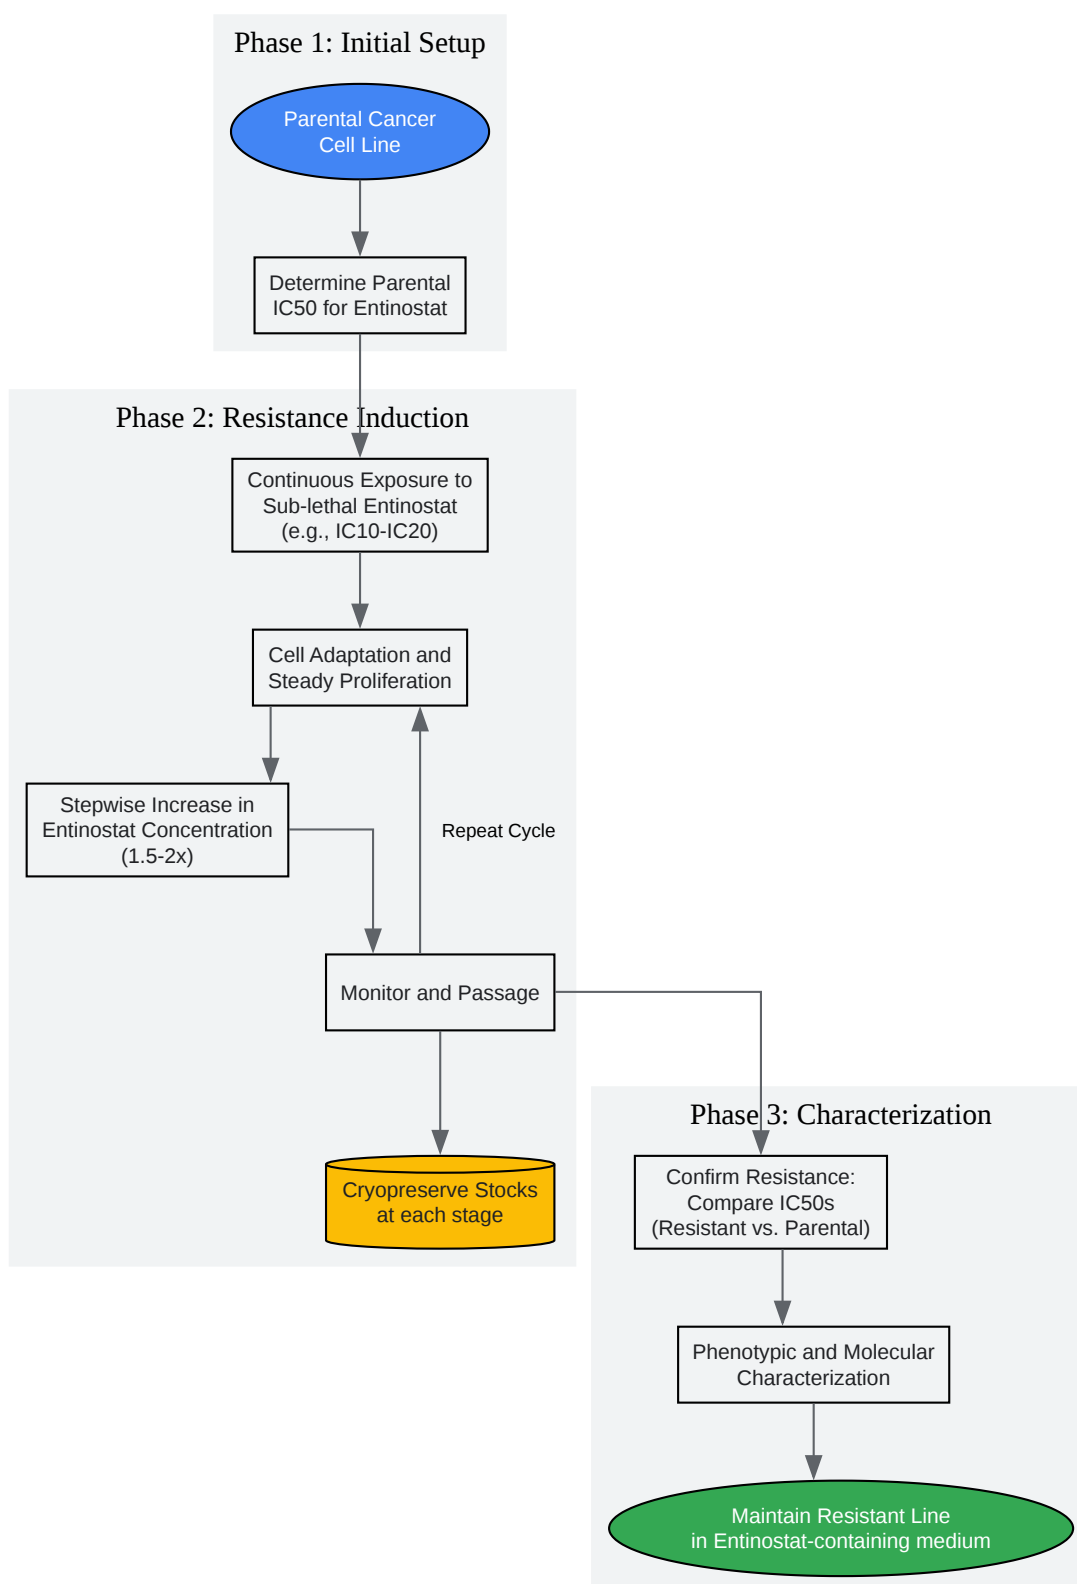 Phase 1: Initial Setup
Parental Cancer
Cell Line
Determine Parental
IC50 for Entinostat
Phase 2: Resistance Induction
Continuous Exposure to
Sub-lethal Entinostat
(e.g., IC10-IC20)
Cell Adaptation and
Steady Proliferation
Stepwise Increase in
Entinostat Concentration
(1.5-2x)
Repeat Cycle
Monitor and Passage
Cryopreserve Stocks
at each stage
Phase 3: Characterization
Confirm Resistance:
Compare IC50s
(Resistant vs. Parental)
Phenotypic and Molecular
Characterization
Maintain Resistant Line
in Entinostat-containing medium